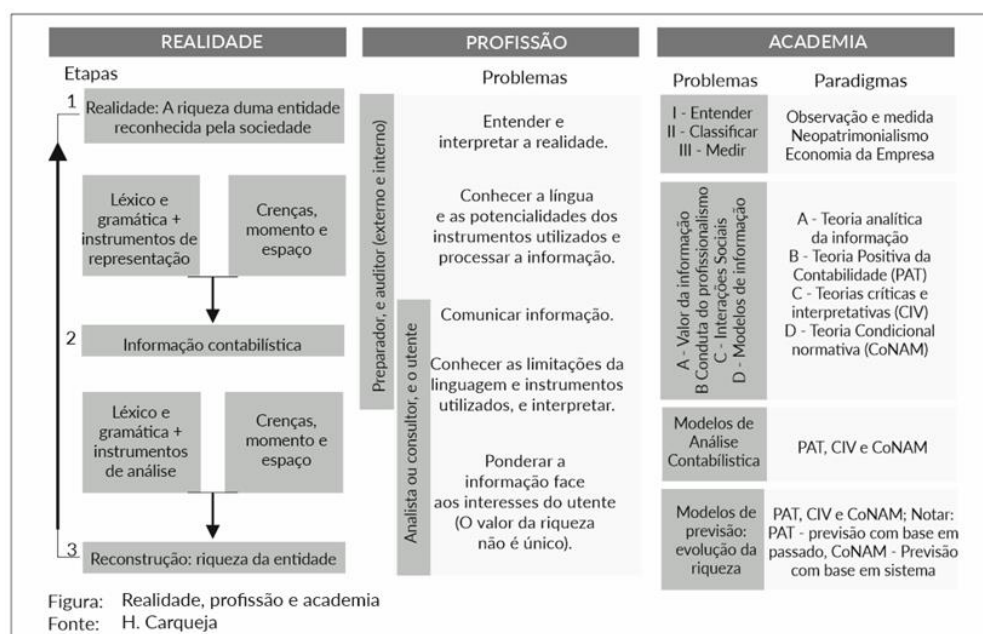 REALIDADE
Etapas
1
Realidade: A riqueza duma entidade
reconhecida pela sociedade
Léxico e
gramática +
instrumentos de
representação
Crenças,
momento e
espaço
2
Informação contabilística
Léxico e
gramática +
instrumentos
de análise
Crenças,
momento e
espaço
3
Reconstrução: riqueza da entidade
PROFISSÃO
Problemas
Preparador, e auditor (externo e interno)
Analista ou consultor, e o utente
Entender e
interpretar a realidade.
Conhecer a língua
e as potencialidades dos
instrumentos utilizados e
processar a informação.
Comunicar informação.
Conhecer as limitações da
linguagem e instrumentos
utilizados, e interpretar.
Ponderar a
informação face
aos interesses do utente
(O valor da riqueza
não é único).
ACADEMIA
Problemas
Paradigmas
I - Entender
II - Classificar
III - Medir
Observação e medida
Neopatrimonialismo
Economia da Empresa
A - Valor da informação
B Conduta do profissionalismo
C - Interações Sociais
D - Modelos de informação
A - Teoria analítica
da informação
B - Teoria Positiva da
Contabilidade (PAT)
C - Teorias críticas e
interpretativas (CIV)
D - Teoria Condicional
normativa (CoNAM)
Modelos de
Análise
Contabílistica
PAT, CIV e CoNAM
Modelos de
previsão:
evolução da
riqueza
PAT, CIV e CoNAM; Notar:
PAT - previsão com base em
passado, CoNAM - Previsão
com base em sistema
Figura: Realidade, profissão e academia
Fonte: H. Carqueja